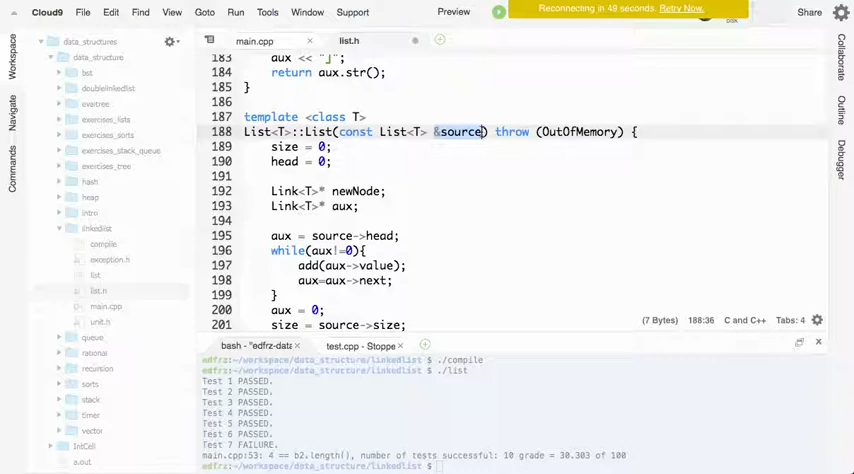 Cloud9 File Edit Find View Goto Run Tools Window Support Preview Share
Reconnecting in 49 seconds. Retry Now.
Workspace
Navigate
Commands
data_structures
data_structure
bst
doublelinkedlist
evaltree
exercises_lists
exercises_sorts
exercises_stack_queue
exercises_tree
hash
heap
intro
linkedlist
compile
exception.h
list
list.h
main.cpp
unit.h
queue
rational
recursion
sorts
stack
timer
vector
IntCell
a.out
main.cpp list.h
183 aux << "]";
184 return aux.str();
185 }
186
187 template <class T>
188 List<T>::List(const List<T> &source) throw (OutOfMemory) {
189 size = 0;
190 head = 0;
191
192 Link<T>* newNode;
193 Link<T>* aux;
194
195 aux = source->head;
196 while(aux!=0){
197 add(aux->value);
198 aux=aux->next;
199 }
200 aux = 0;
201 size = source->size;
(7 Bytes) 188:36 C and C++ Tabs: 4
bash - "edfrz-data test.cpp - Stoppe
edfrz:~/workspace/data_structure/linkedlist $ ./compile
edfrz:~/workspace/data_structure/linkedlist $ ./list
Test 1 PASSED.
Test 2 PASSED.
Test 3 PASSED.
Test 4 PASSED.
Test 5 PASSED.
Test 6 PASSED.
Test 7 FAILURE.
main.cpp:53: 4 == b2.length(), number of tests successful: 10 grade = 30.303 of 100
edfrz:~/workspace/data_structure/linkedlist $
Collaborate
Outline
Debugger